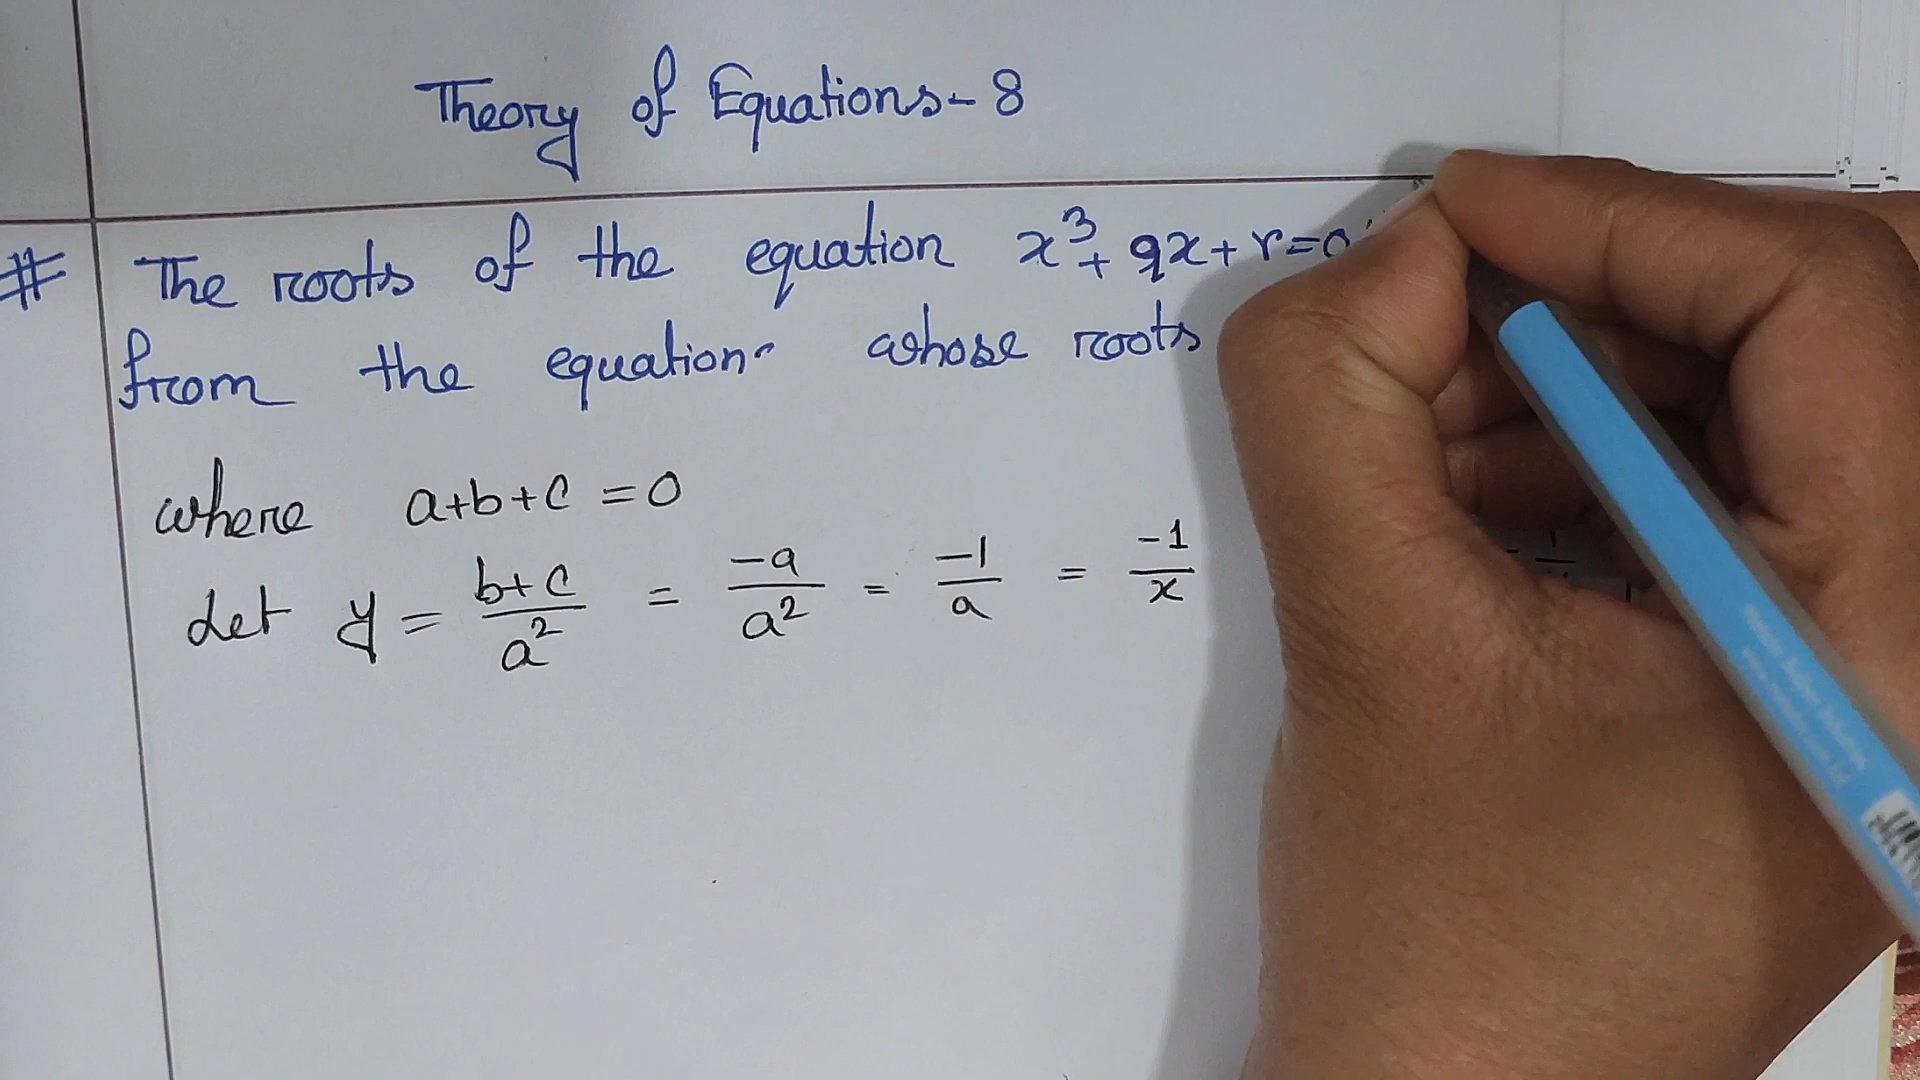 Theory of Equations - 8
# The roots of the equation x³ + qx + r = 0
from the equation whose roots
where a+b+c = 0
Let y = b+c/a² = -a/a² = -1/a = -1/x